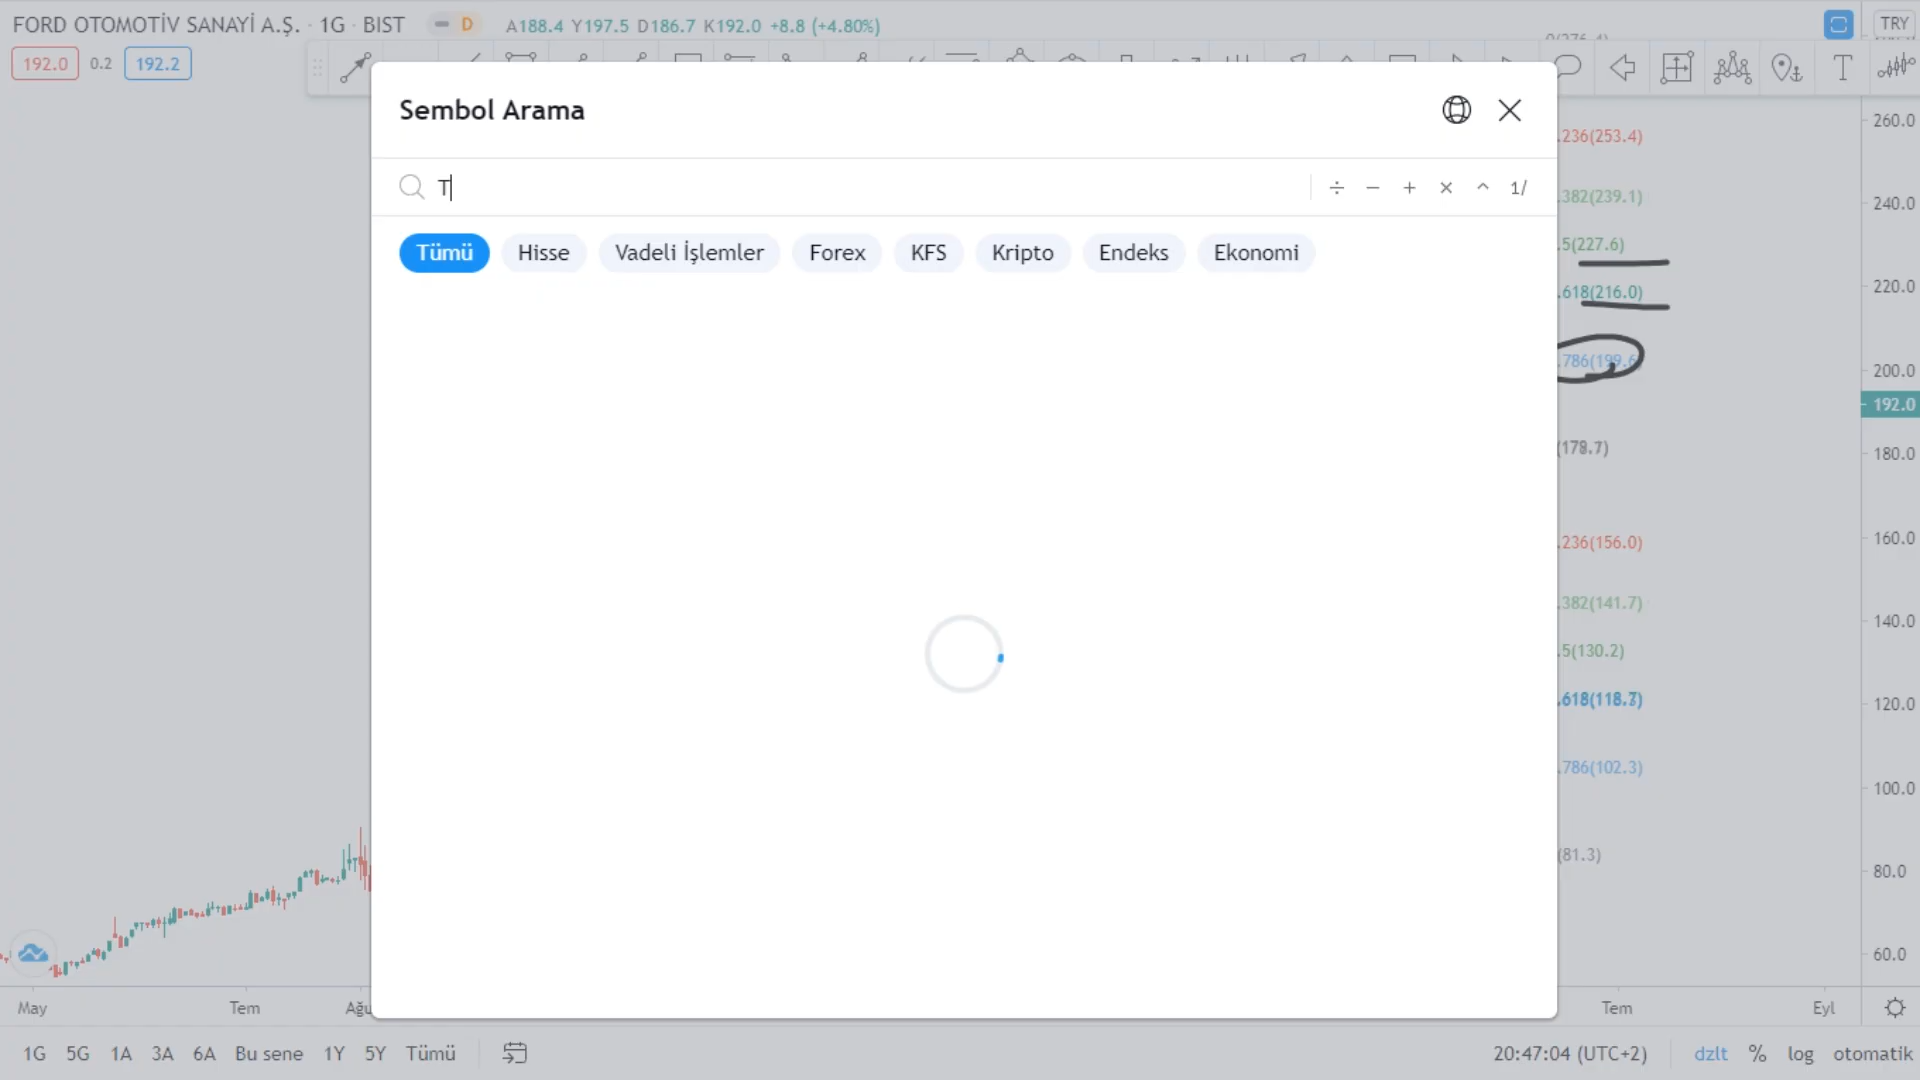 FORD OTOMOTİV SANAYİ A.Ş. · 1G · BIST D A188.4 Y197.5 D186.7 K192.0 +8.8 (+4.80%)
TRY
192.0 0.2 192.2
T
Sembol Arama
T
÷ − + × ^ 1/
Tümü Hisse Vadeli İşlemler Forex KFS Kripto Endeks Ekonomi
.236(253.4)
.382(239.1)
.5(227.6)
.618(216.0)
.786(199.6
(178.7)
.236(156.0)
.382(141.7)
.5(130.2)
.618(118.7)
.786(102.3)
(81.3)
260.0
240.0
220.0
200.0
192.0
180.0
160.0
140.0
120.0
100.0
80.0
60.0
May Tem Ağu Tem Eyl
1G 5G 1A 3A 6A Bu sene 1Y 5Y Tümü 20:47:04 (UTC+2) dzlt % log otomatik